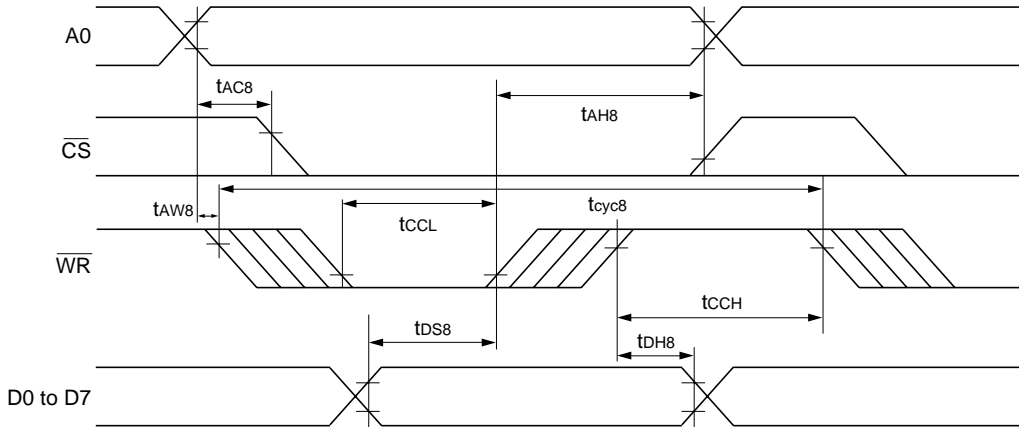 A0
tAC8
tAH8
CS
tAW8
tCCL
tcyc8
WR
tCCH
tDS8
tDH8
D0 to D7